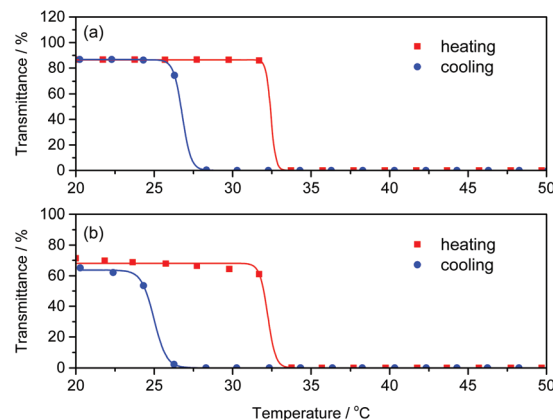 120
(a)
100
heating
80
cooling
60
40
20
0
20 25 30 35 40 45 50
Transmittance / %
100
(b)
80
heating
60
cooling
40
20
0
20 25 30 35 40 45 50
Transmittance / %
Temperature / °C